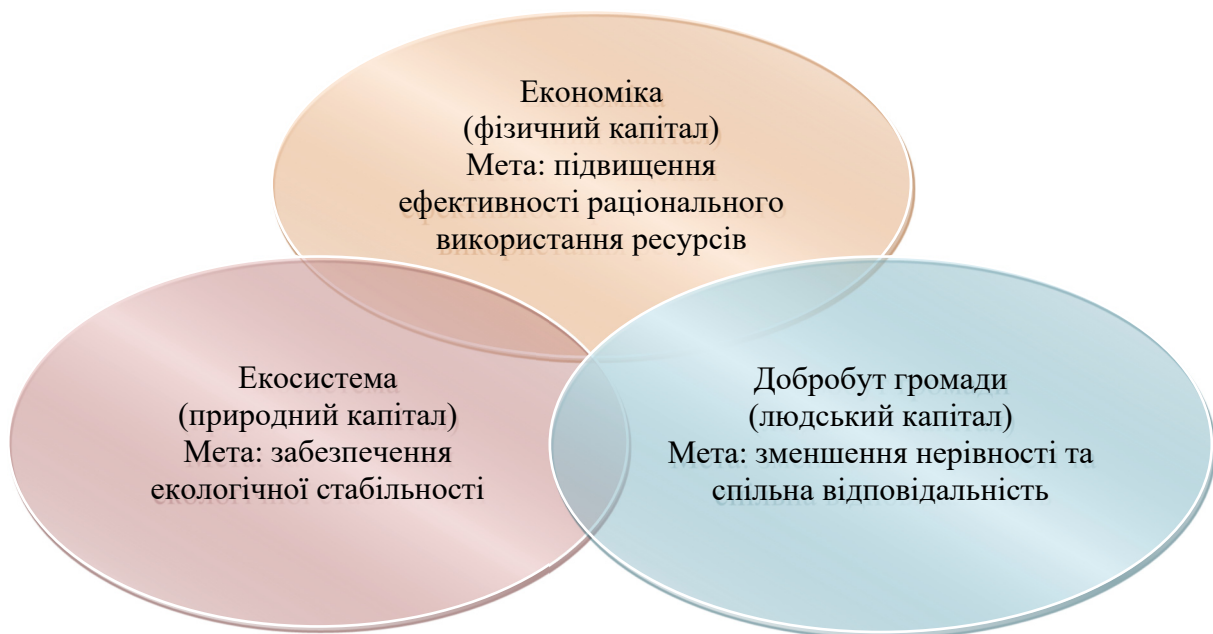 Економіка
(фізичний капітал)
Мета: підвищення
ефективності раціонального
використання ресурсів
Екосистема
(природний капітал)
Мета: забезпечення
екологічної стабільності
Добробут громади
(людський капітал)
Мета: зменшення нерівності та
спільна відповідальність